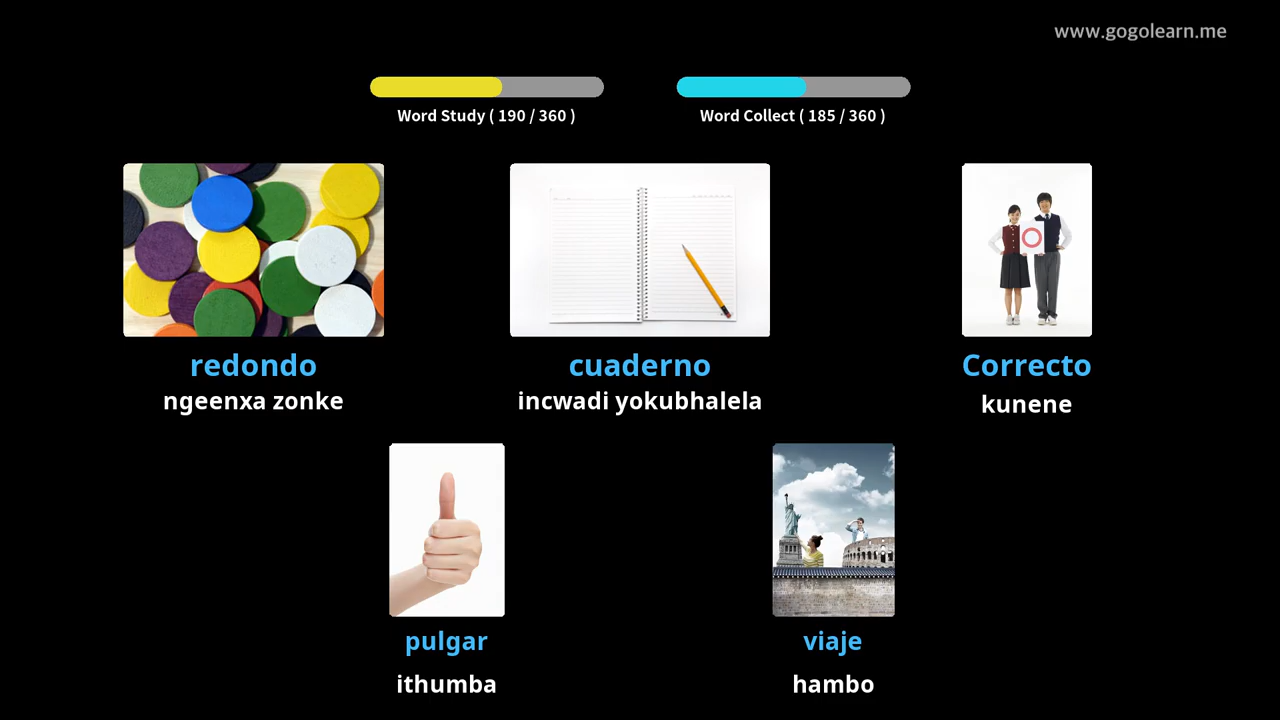 www.gogolearn.me
Word Study ( 190 / 360 )
Word Collect ( 185 / 360 )
redondo
ngeenxa zonke
cuaderno
incwadi yokubhalela
Correcto
kunene
pulgar
ithumba
viaje
hambo